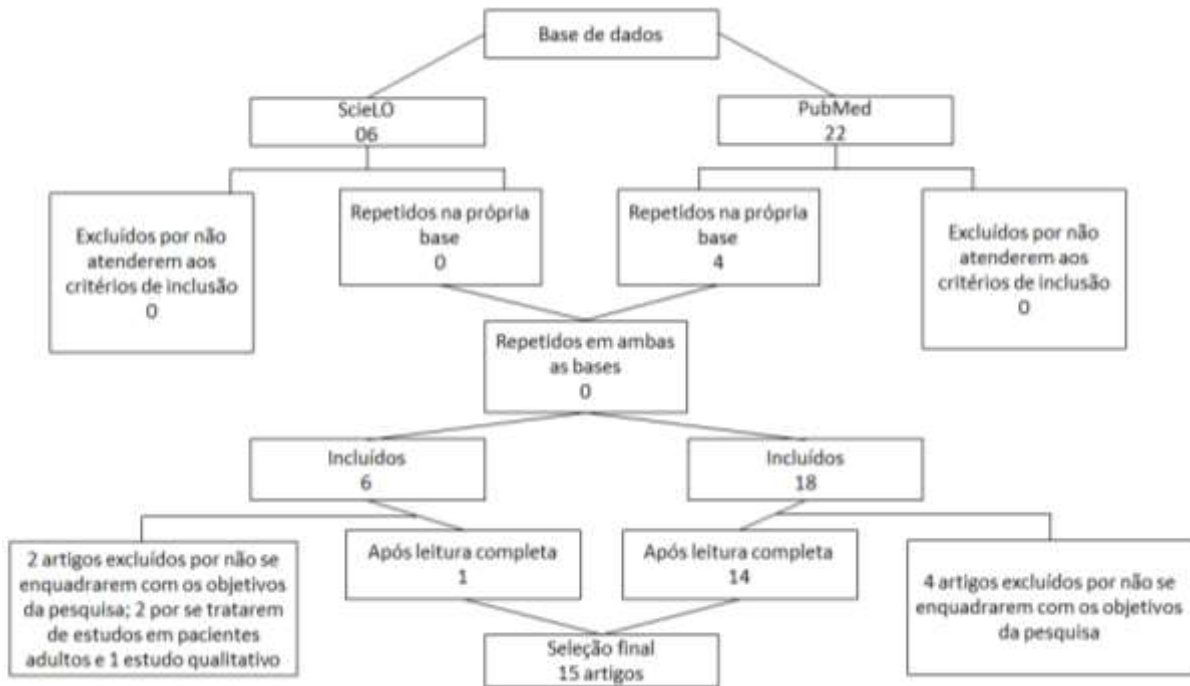 Base de dados
ScieLO
06
PubMed
22
Excluídos por não
atenderem aos
critérios de inclusão
0
Repetidos na própria
base
0
Repetidos na própria
base
4
Excluídos por não
atenderem aos
critérios de inclusão
0
Repetidos em ambas
as bases
0
Incluídos
6
Incluídos
18
2 artigos excluídos por não se
enquadrarem com os objetivos
da pesquisa; 2 por se tratarem
de estudos em pacientes
adultos e 1 estudo qualitativo
Após leitura completa
1
Após leitura completa
14
4 artigos excluídos por não se
enquadrarem com os objetivos
da pesquisa
Seleção final
15 artigos